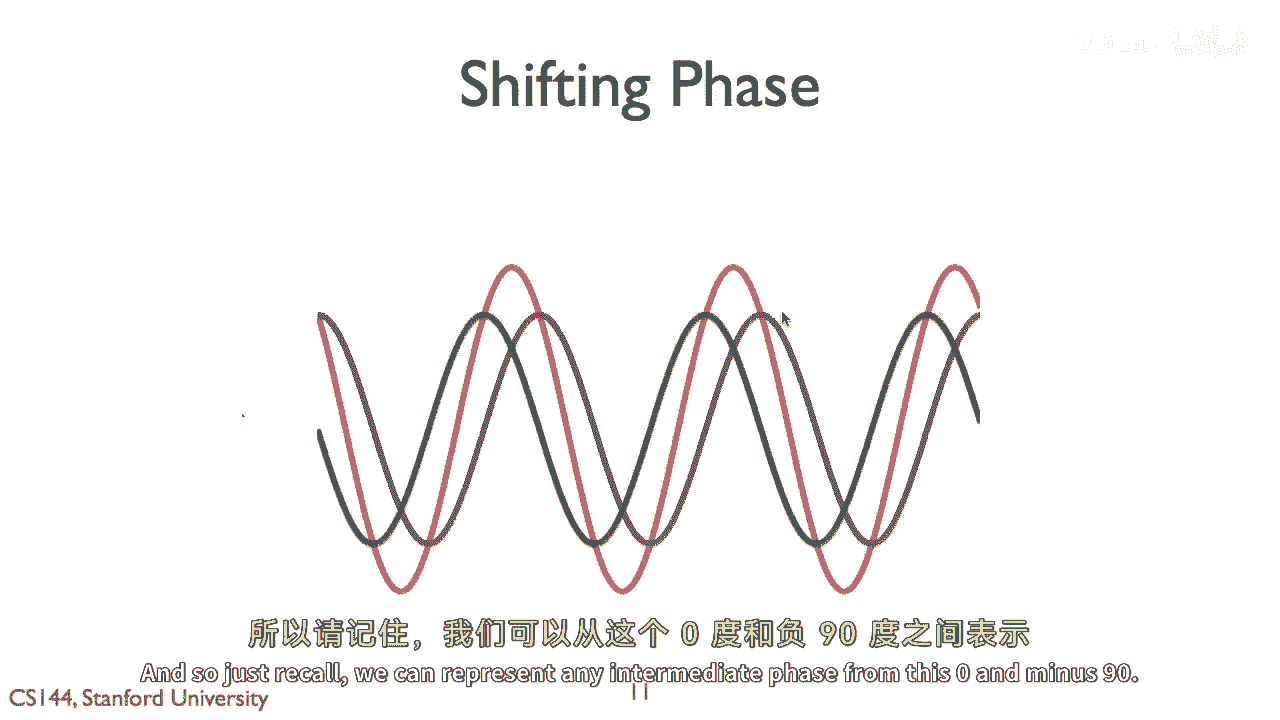 Shifting Phase
所以请记住，我们可以从这个 0 度和负 90 度之间表示
And so just recall, we can represent any intermediate phase from this 0 and minus 90.
CS144, Stanford University
11